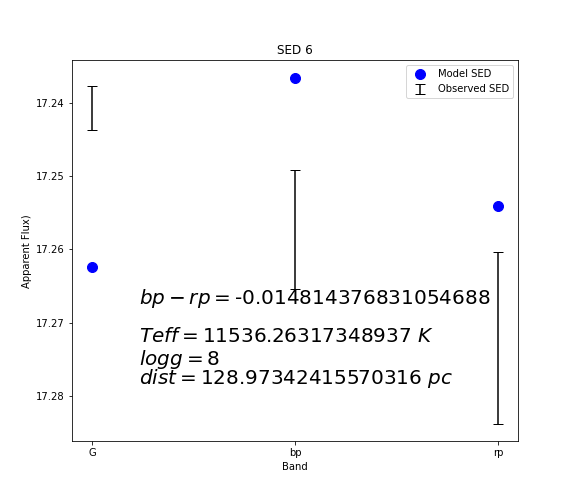 SED 6
Model SED
Observed SED
17.24
17.25
17.26
17.27
17.28
Apparent Flux)
bp − rp = -0.014814376831054688
Teff = 11536.26317348937 K
logg = 8
dist = 128.97342415570316 pc
G
bp
rp
Band